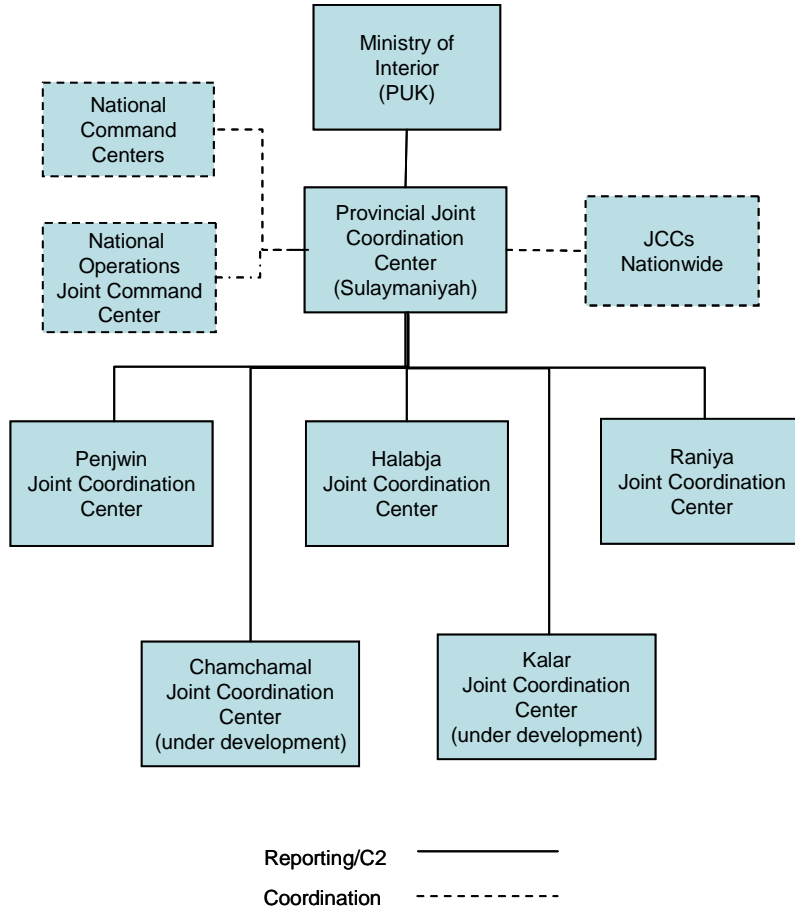 Ministry of
Interior
(PUK)
National
Command
Centers
Provincial Joint
Coordination
Center
(Sulaymaniyah)
National
Operations
Joint Command
Center
JCCs
Nationwide
Penjwin
Joint Coordination
Center
Halabja
Joint Coordination
Center
Raniya
Joint Coordination
Center
Chamchamal
Joint Coordination
Center
(under development)
Kalar
Joint Coordination
Center
(under development)
Reporting/C2
Coordination